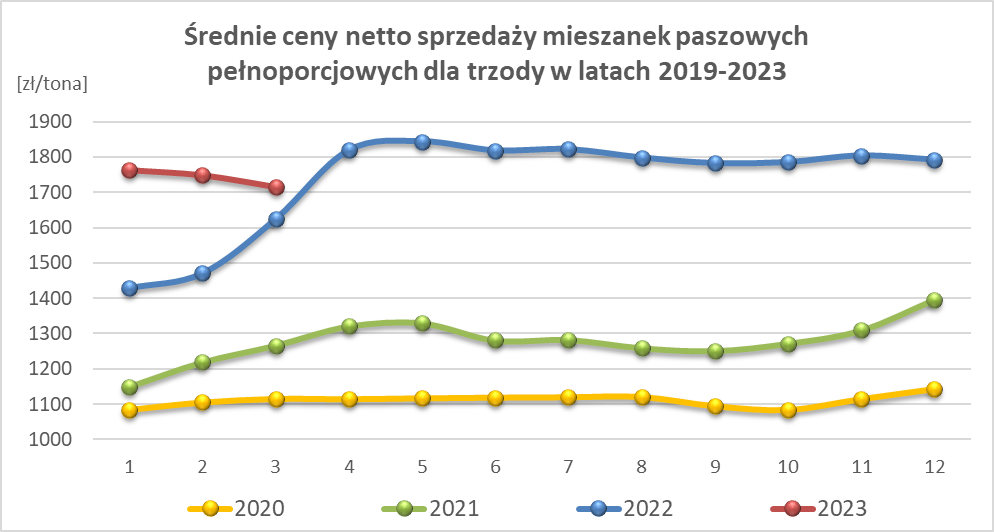 Średnie ceny netto sprzedaży mieszanek paszowych
pełnoporcjowych dla trzody w latach 2019-2023
[zł/tona]
1900
1800
1700
1600
1500
1400
1300
1200
1100
1000
1 2 3 4 5 6 7 8 9 10 11 12
2020 2021 2022 2023